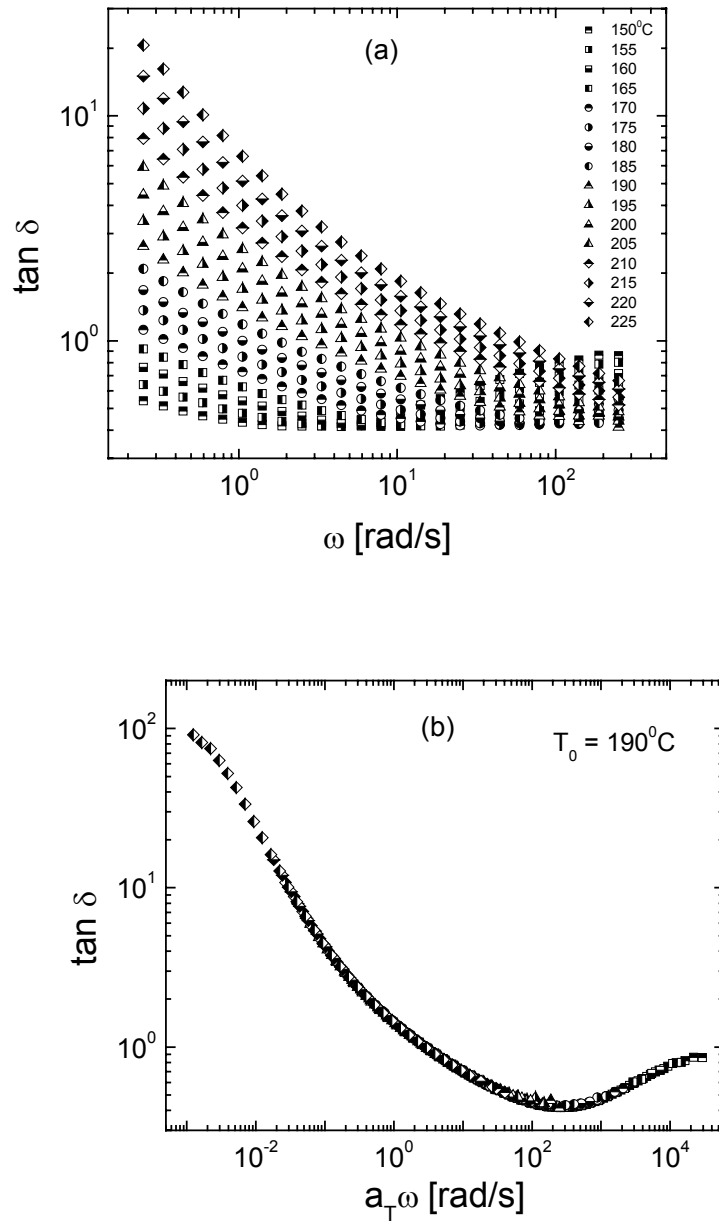 (a)
150⁰C
155
160
165
170
175
180
185
190
195
200
205
210
215
220
225
10¹
10⁰
tan δ
10⁰ 10¹ 10²
ω [rad/s]
(b)
T₀ = 190⁰C
10²
10¹
10⁰
tan δ
10⁻² 10⁰ 10² 10⁴
a_Tω [rad/s]